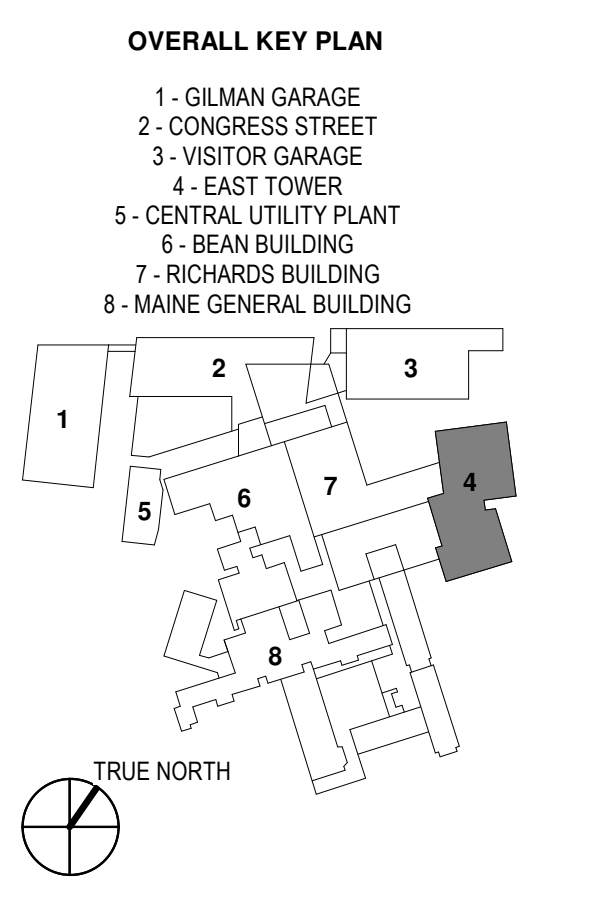 OVERALL KEY PLAN
1 - GILMAN GARAGE
2 - CONGRESS STREET
3 - VISITOR GARAGE
4 - EAST TOWER
5 - CENTRAL UTILITY PLANT
6 - BEAN BUILDING
7 - RICHARDS BUILDING
8 - MAINE GENERAL BUILDING
2
3
1
4
7
6
5
8
TRUE NORTH